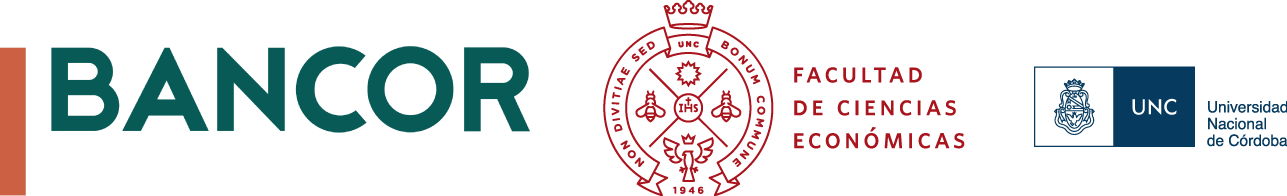 BANCOR
NON DIVITIAE SED UNC BONUM COMMUNE
IHS
1946
FACULTAD
DE CIENCIAS
ECONÓMICAS
UNC
Universidad
Nacional
de Córdoba